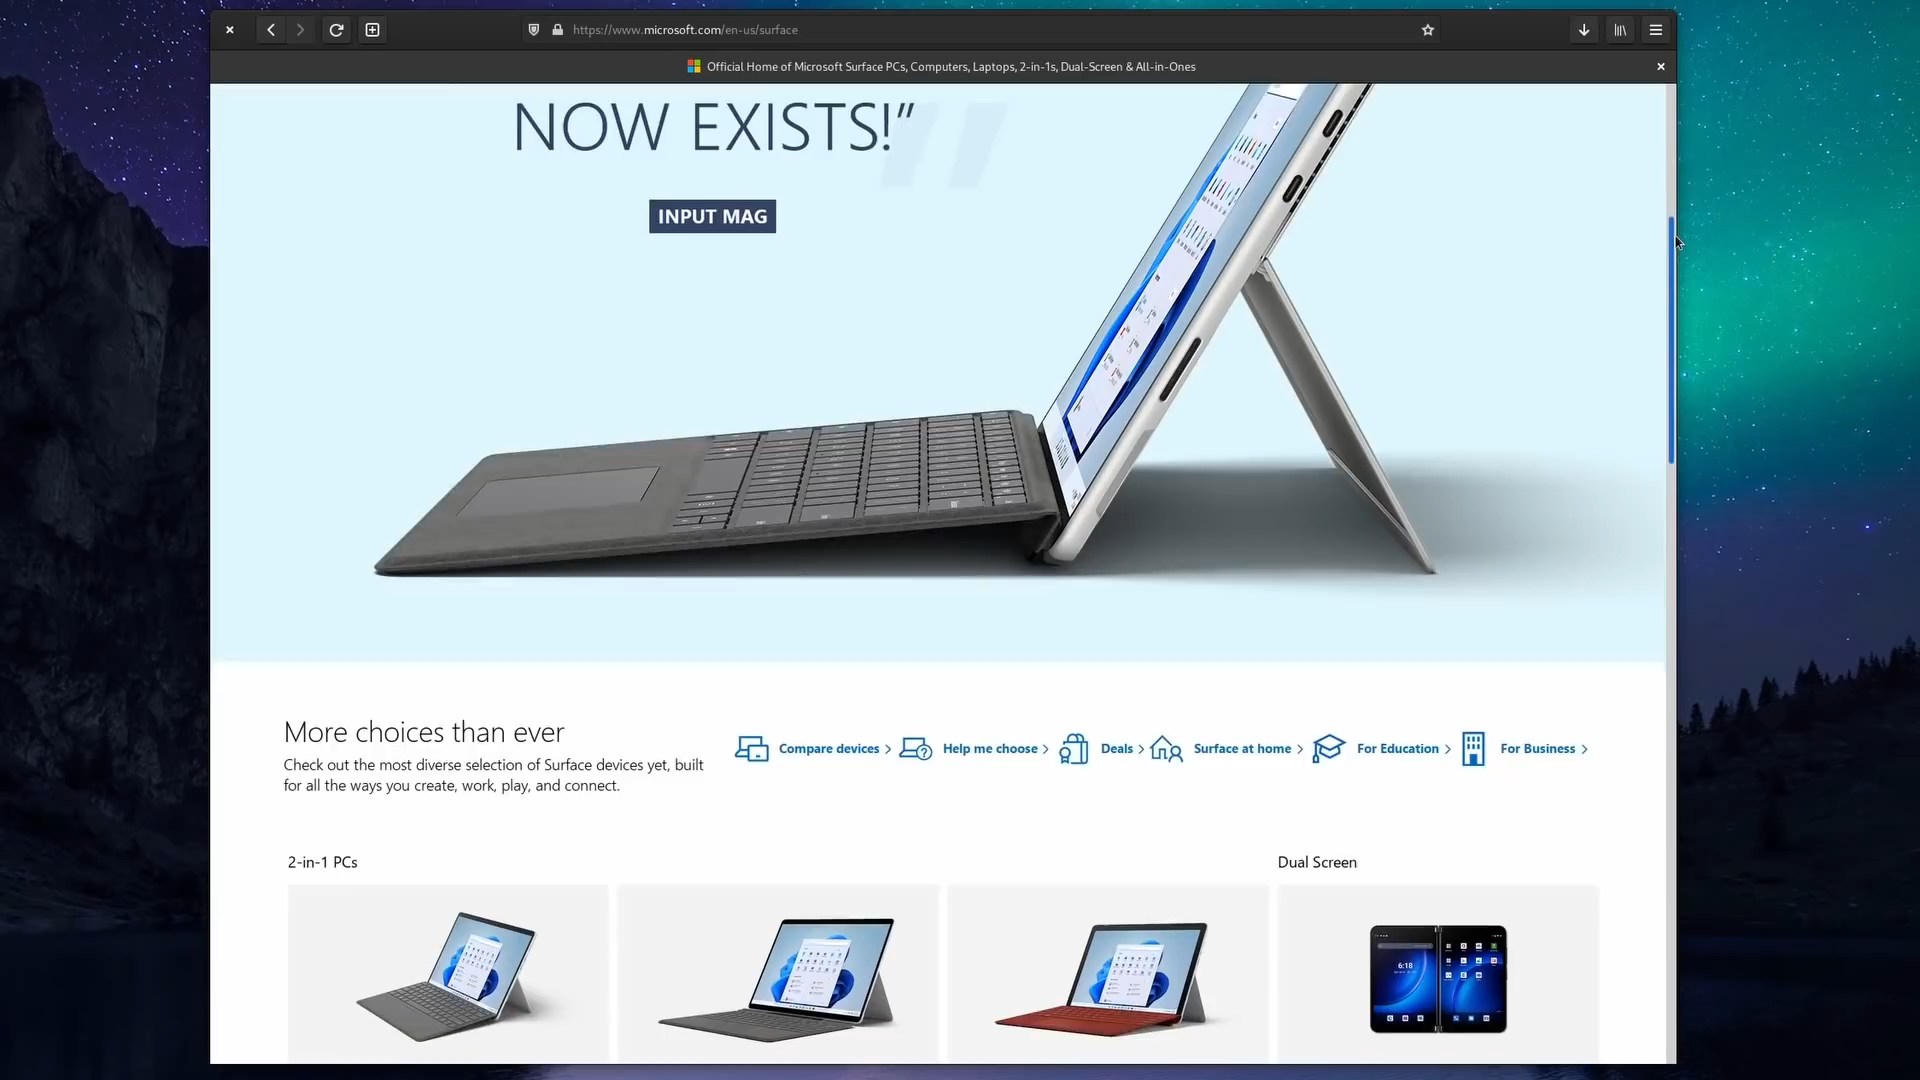 https://www.microsoft.com/en-us/surface
Official Home of Microsoft Surface PCs, Computers, Laptops, 2-in-1s, Dual-Screen & All-in-Ones
NOW EXISTS!”
INPUT MAG
More choices than ever
Check out the most diverse selection of Surface devices yet, built
for all the ways you create, work, play, and connect.
Compare devices
Help me choose
Deals
Surface at home
For Education
For Business
2-in-1 PCs
Dual Screen
6:18